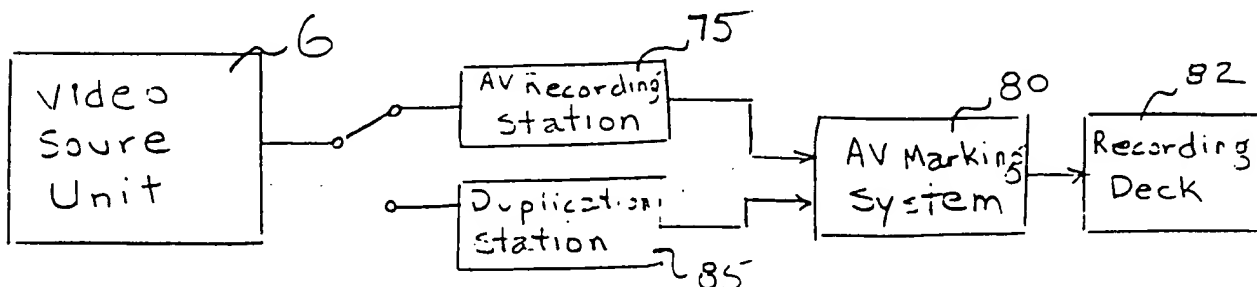 6
Video
Soure
Unit
75
AV Recording
Station
Duplication
Station
85
80
AV Marking
System
82
Recording
Deck